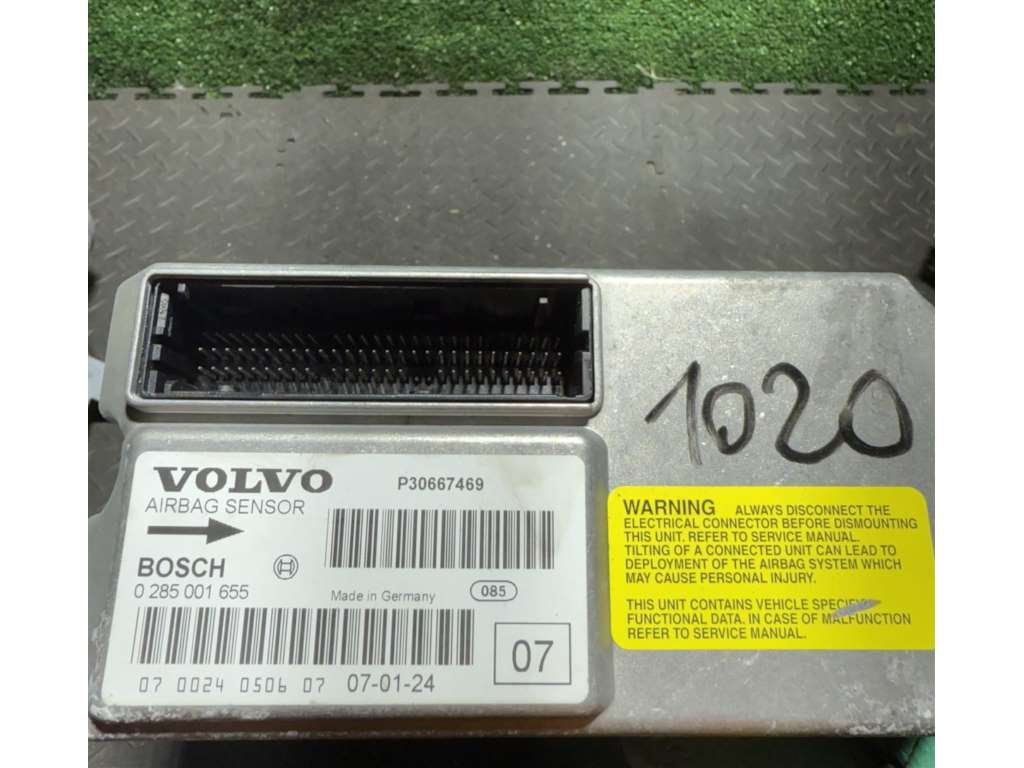 1020
VOLVO
AIRBAG SENSOR
P30667469
BOSCH
0 285 001 655
Made in Germany
085
07 0024 0506 07
07-01-24
07
WARNING ALWAYS DISCONNECT THE
ELECTRICAL CONNECTOR BEFORE DISMOUNTING
THIS UNIT. REFER TO SERVICE MANUAL.
TILTING OF A CONNECTED UNIT CAN LEAD TO
DEPLOYMENT OF THE AIRBAG SYSTEM WHICH
MAY CAUSE PERSONAL INJURY.
THIS UNIT CONTAINS VEHICLE SPECIFIC
FUNCTIONAL DATA. IN CASE OF MALFUNCTION
REFER TO SERVICE MANUAL.